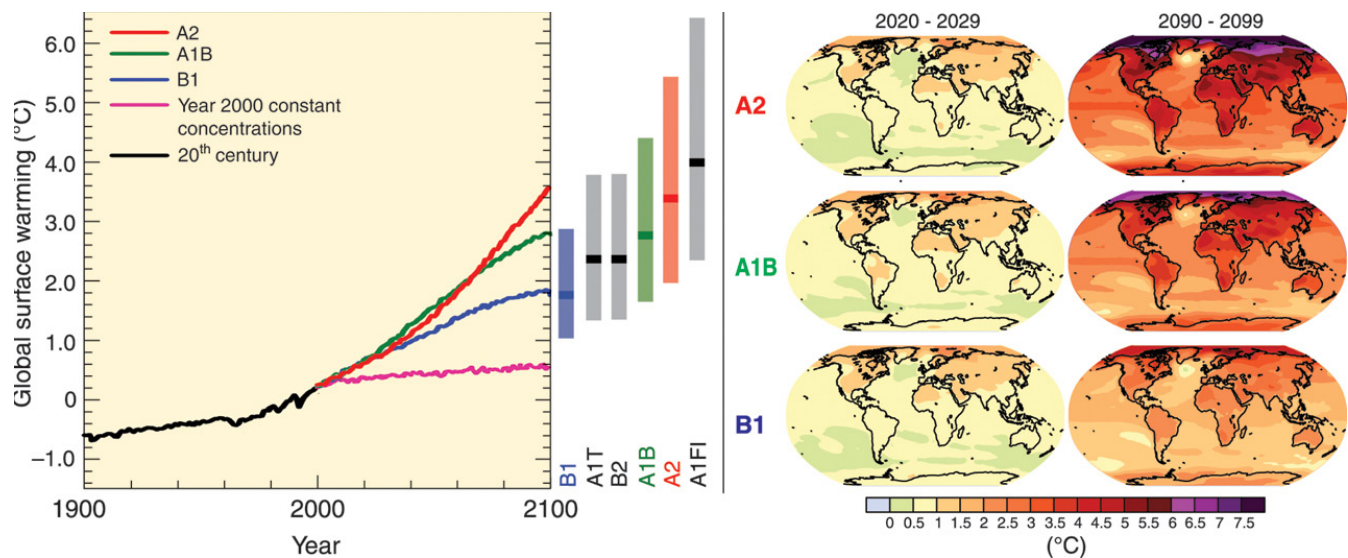 6.0
5.0
4.0
3.0
2.0
1.0
0
−1.0
Global surface warming (°C)
A2
A1B
B1
Year 2000 constant
concentrations
20th century
1900
2000
2100
Year
B1
A1T
B2
A1B
A2
A1FI
2020 - 2029
2090 - 2099
A2
A1B
B1
0 0.5 1 1.5 2 2.5 3 3.5 4 4.5 5 5.5 6 6.5 7 7.5
(°C)